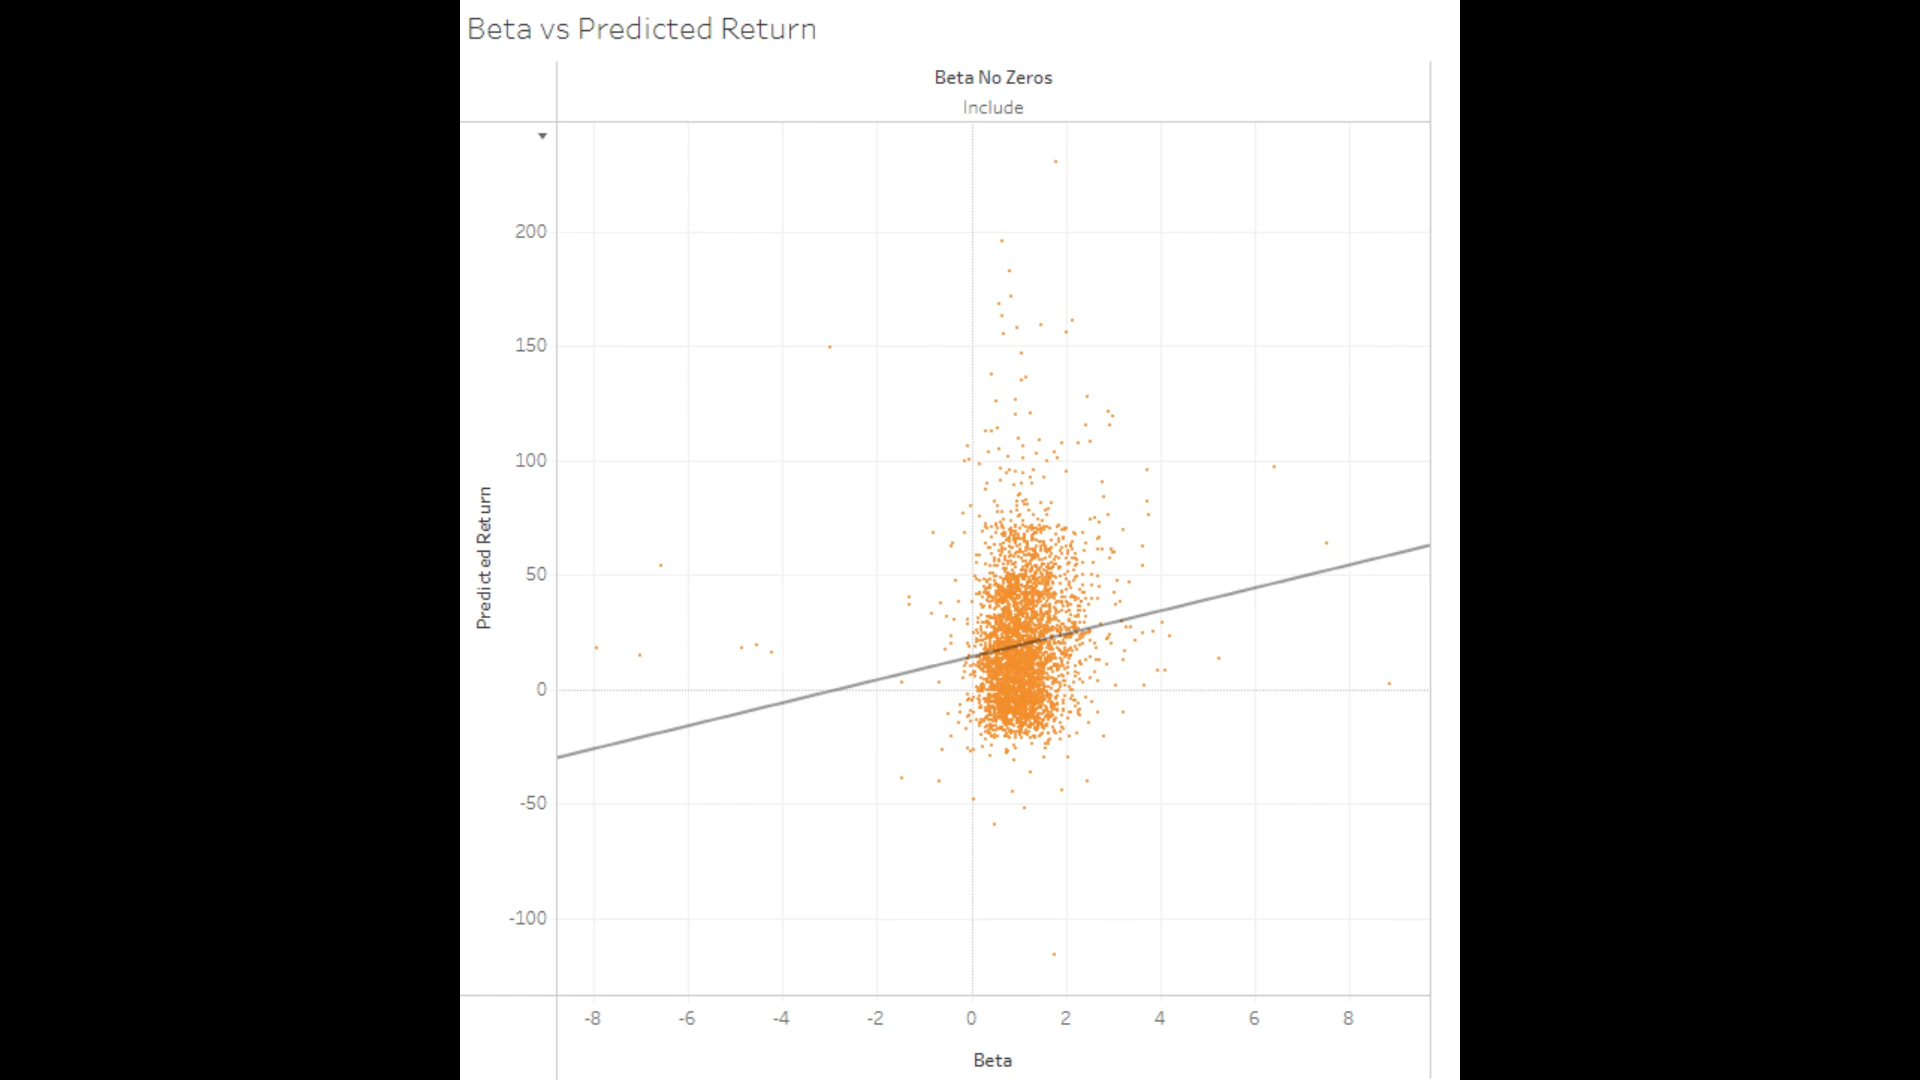 Beta vs Predicted Return
Beta No Zeros
Include
Predicted Return
200
150
100
50
0
-50
-100
-8 -6 -4 -2 0 2 4 6 8
Beta